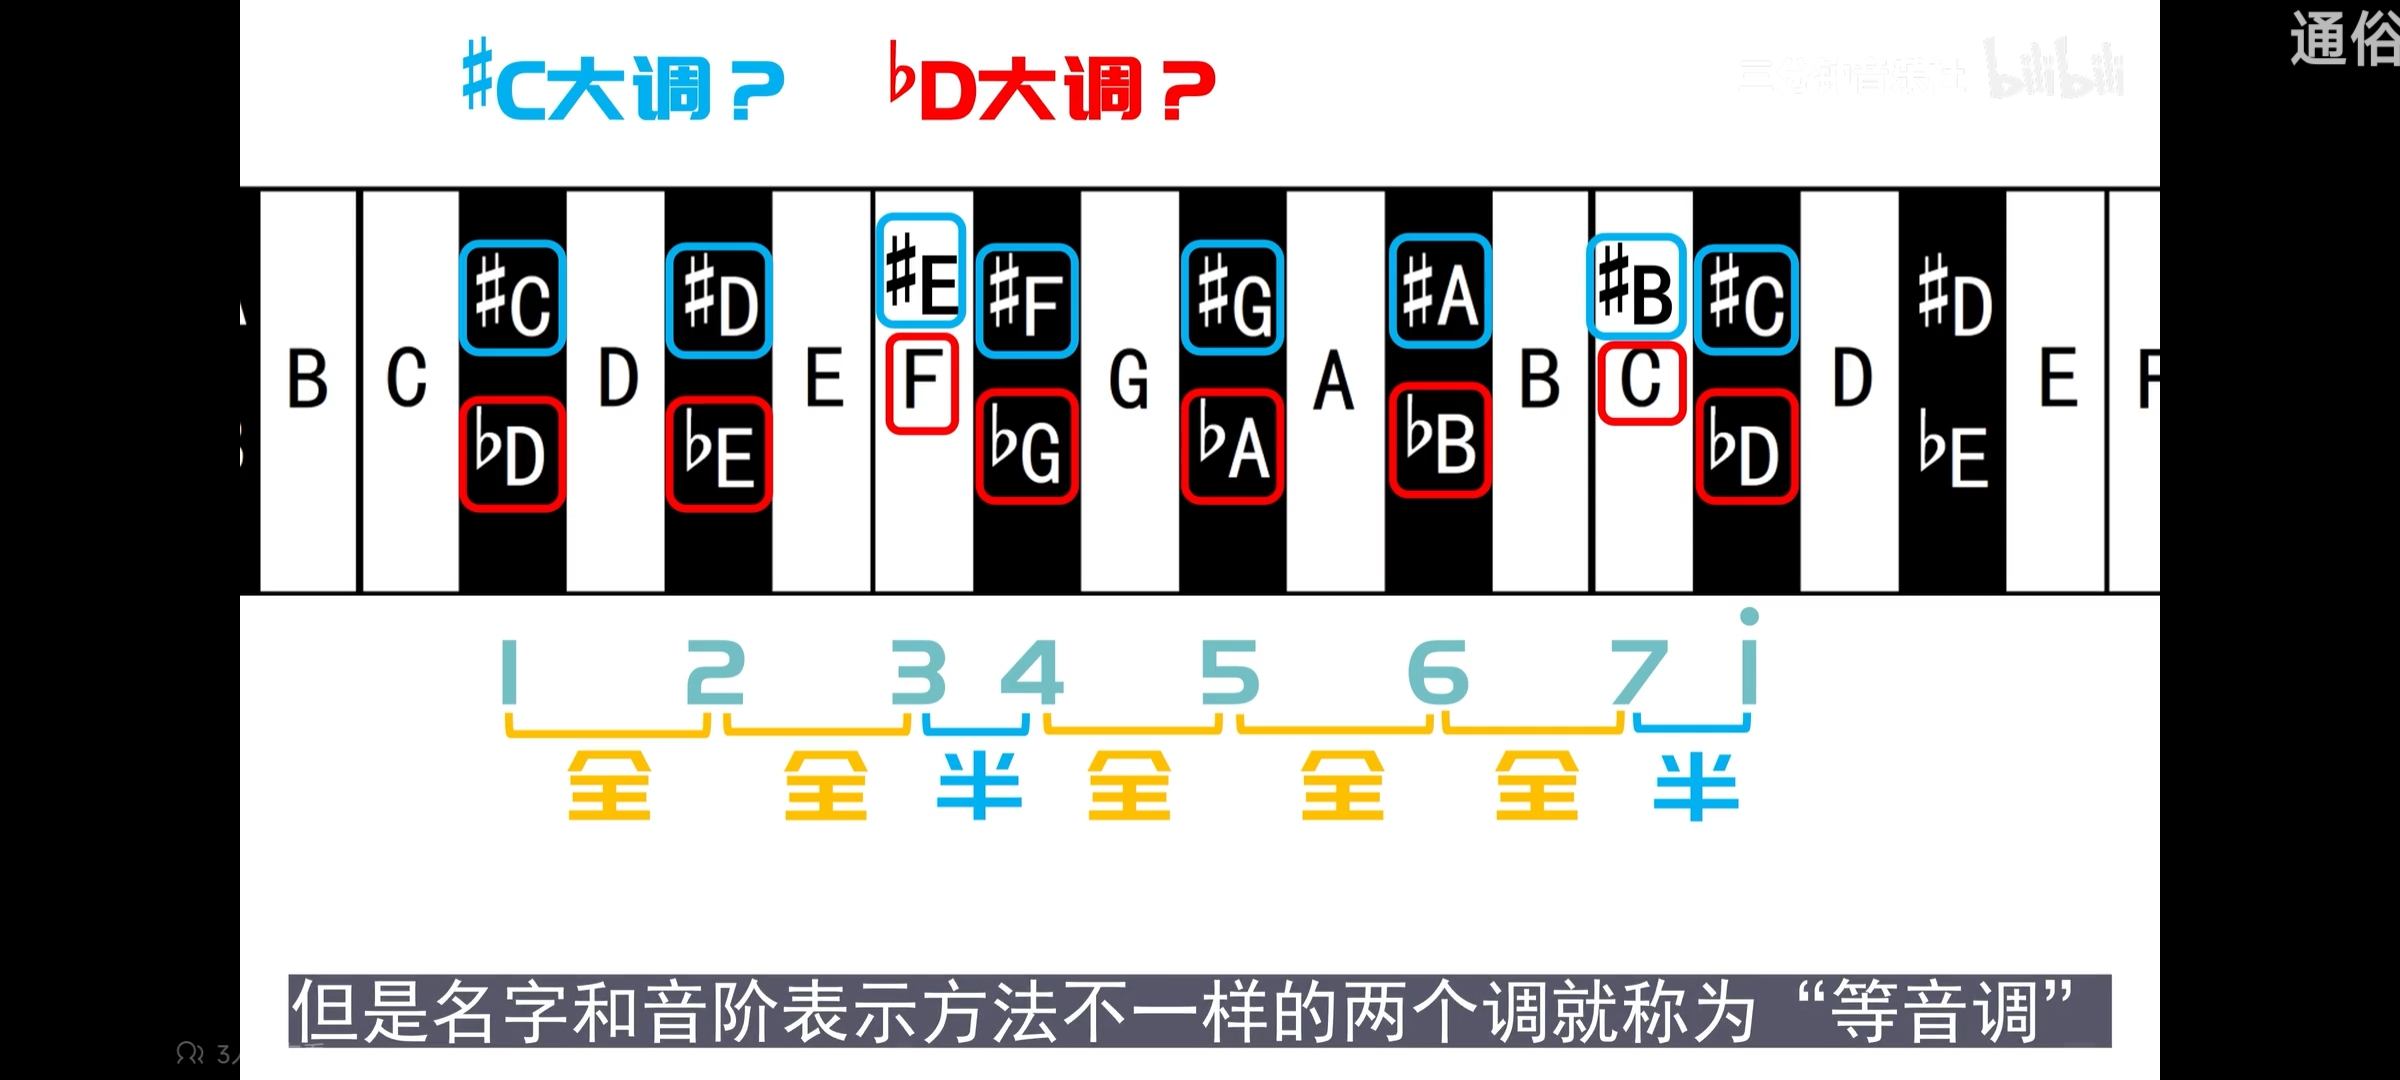 通俗
♯C大调？ ♭D大调？
bilibili
♯C ♯D ♯E ♯F ♯G ♯A ♯B ♯C ♯D
B C D E F G A B C D E
♭D ♭E ♭G ♭A ♭B ♭D ♭E
1 2 3 4 5 6 7 i
全 全 半 全 全 全 半
但是名字和音阶表示方法不一样的两个调就称为“等音调”